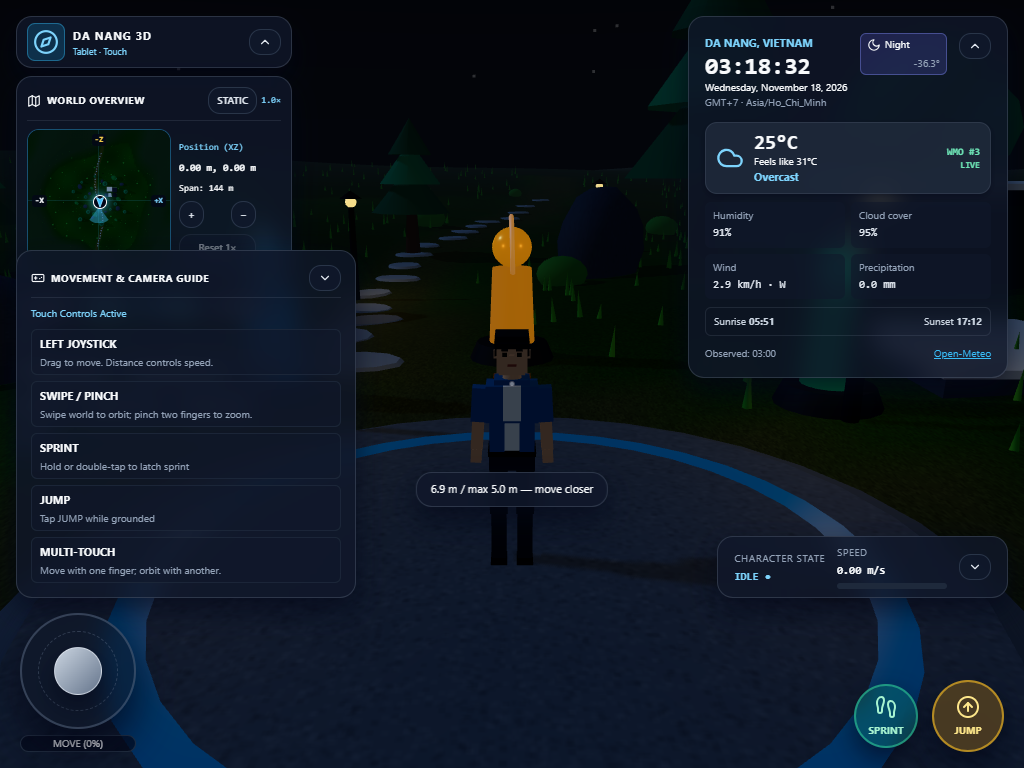 DA NANG 3D
Tablet · Touch
WORLD OVERVIEW
STATIC
1.0×
-Z
-X
+X
Position (XZ)
0.00 m, 0.00 m
Span: 144 m
+
−
Reset 1×
MOVEMENT & CAMERA GUIDE
Touch Controls Active
LEFT JOYSTICK
Drag to move. Distance controls speed.
SWIPE / PINCH
Swipe world to orbit; pinch two fingers to zoom.
SPRINT
Hold or double-tap to latch sprint
JUMP
Tap JUMP while grounded
MULTI-TOUCH
Move with one finger; orbit with another.
MOVE (0%)
6.9 m / max 5.0 m — move closer
DA NANG, VIETNAM
03:18:32
Wednesday, November 18, 2026
GMT+7 · Asia/Ho_Chi_Minh
Night
-36.3°
25°C
Feels like 31°C
Overcast
WMO #3
LIVE
Humidity
91%
Cloud cover
95%
Wind
2.9 km/h · W
Precipitation
0.0 mm
Sunrise 05:51
Sunset 17:12
Observed: 03:00
Open-Meteo
CHARACTER STATE
IDLE
SPEED
0.00 m/s
SPRINT
JUMP